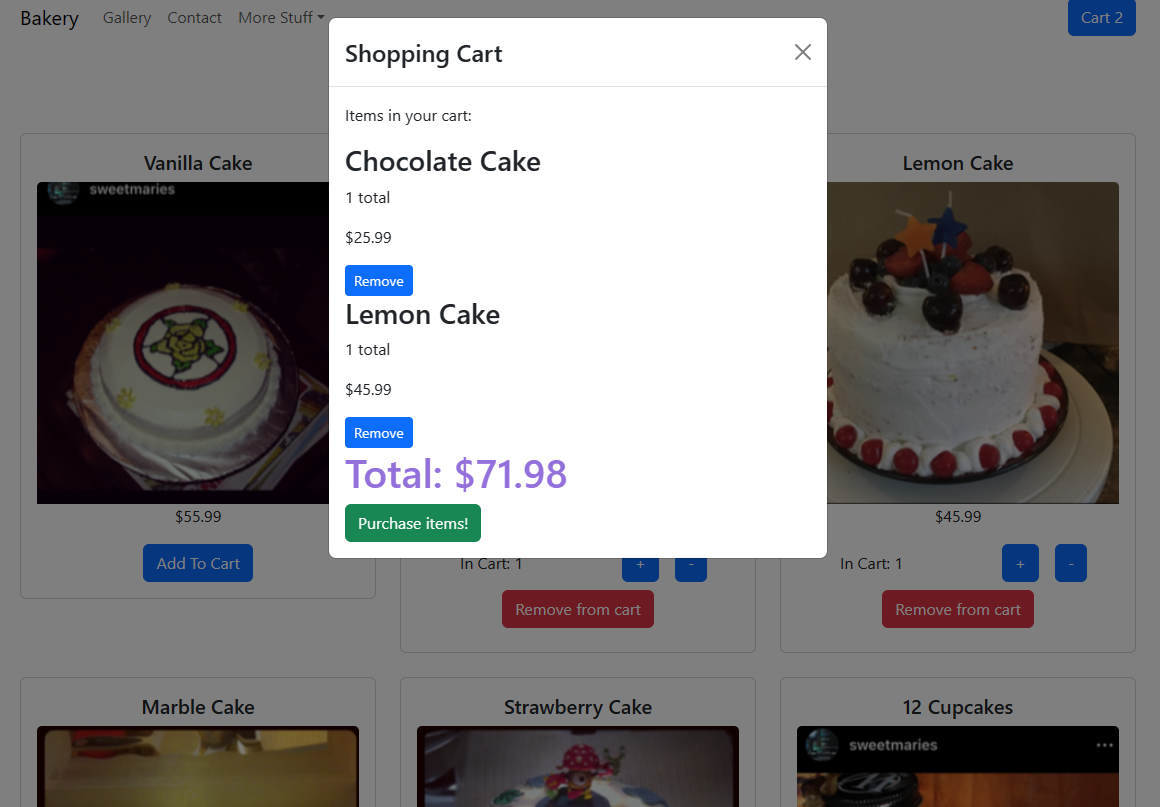 Bakery Gallery Contact More Stuff Cart 2
Shopping Cart
Items in your cart:
Chocolate Cake
1 total
$25.99
Remove
Lemon Cake
1 total
$45.99
Remove
Total: $71.98
Purchase items!
Vanilla Cake
sweetmaries
$55.99
Add To Cart
In Cart: 1 + -
Remove from cart
Lemon Cake
$45.99
In Cart: 1 + -
Remove from cart
Marble Cake
Strawberry Cake
12 Cupcakes
sweetmaries